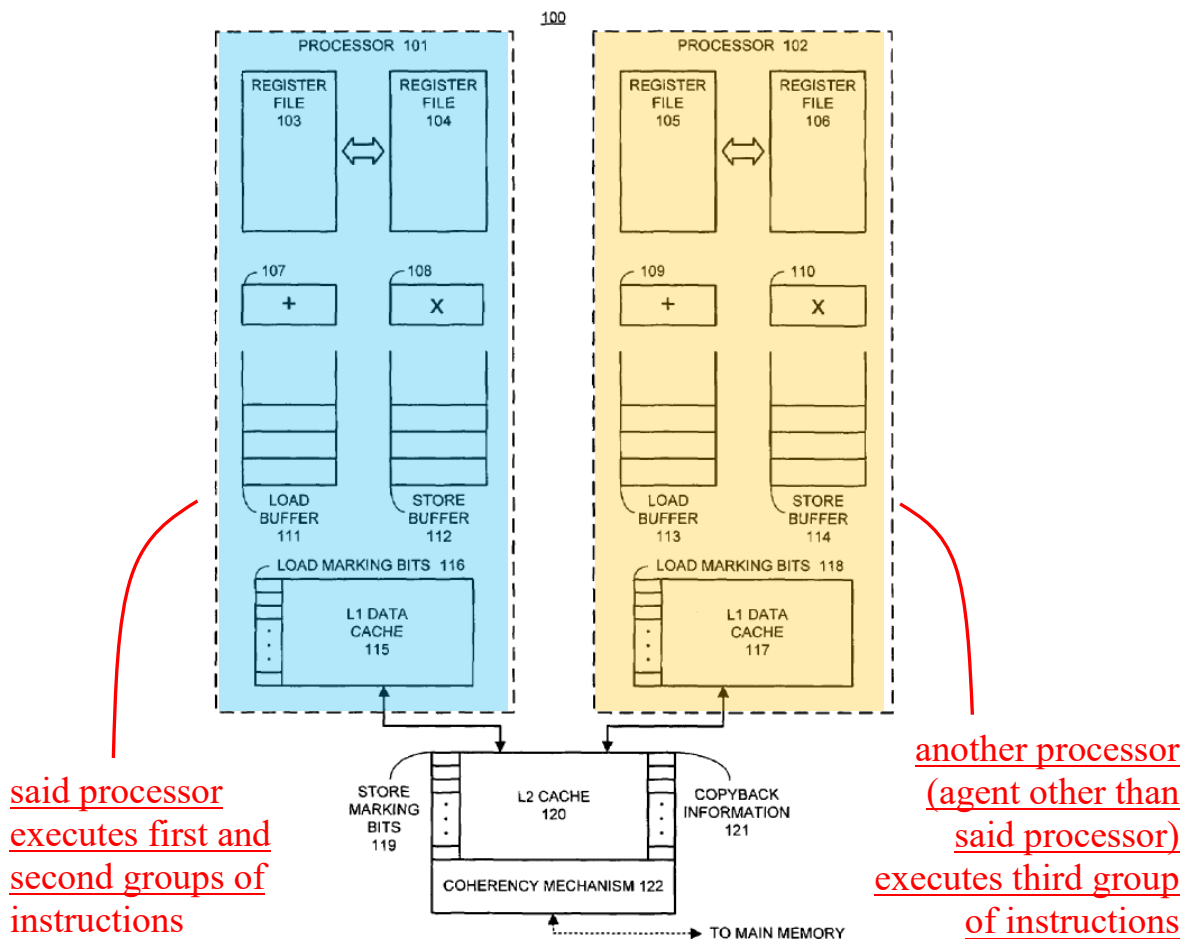 100
PROCESSOR 101
REGISTER
FILE
103
REGISTER
FILE
104
107
+
108
X
LOAD
BUFFER
111
STORE
BUFFER
112
LOAD MARKING BITS 116
L1 DATA
CACHE
115
PROCESSOR 102
REGISTER
FILE
105
REGISTER
FILE
106
109
+
110
X
LOAD
BUFFER
113
STORE
BUFFER
114
LOAD MARKING BITS 118
L1 DATA
CACHE
117
said processor
executes first and
second groups of
instructions
STORE
MARKING
BITS
119
L2 CACHE
120
COPYBACK
INFORMATION
121
COHERENCY MECHANISM 122
TO MAIN MEMORY
another processor
(agent other than
said processor)
executes third group
of instructions